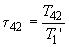 τ₄₂ = T₄₂ / T₁'